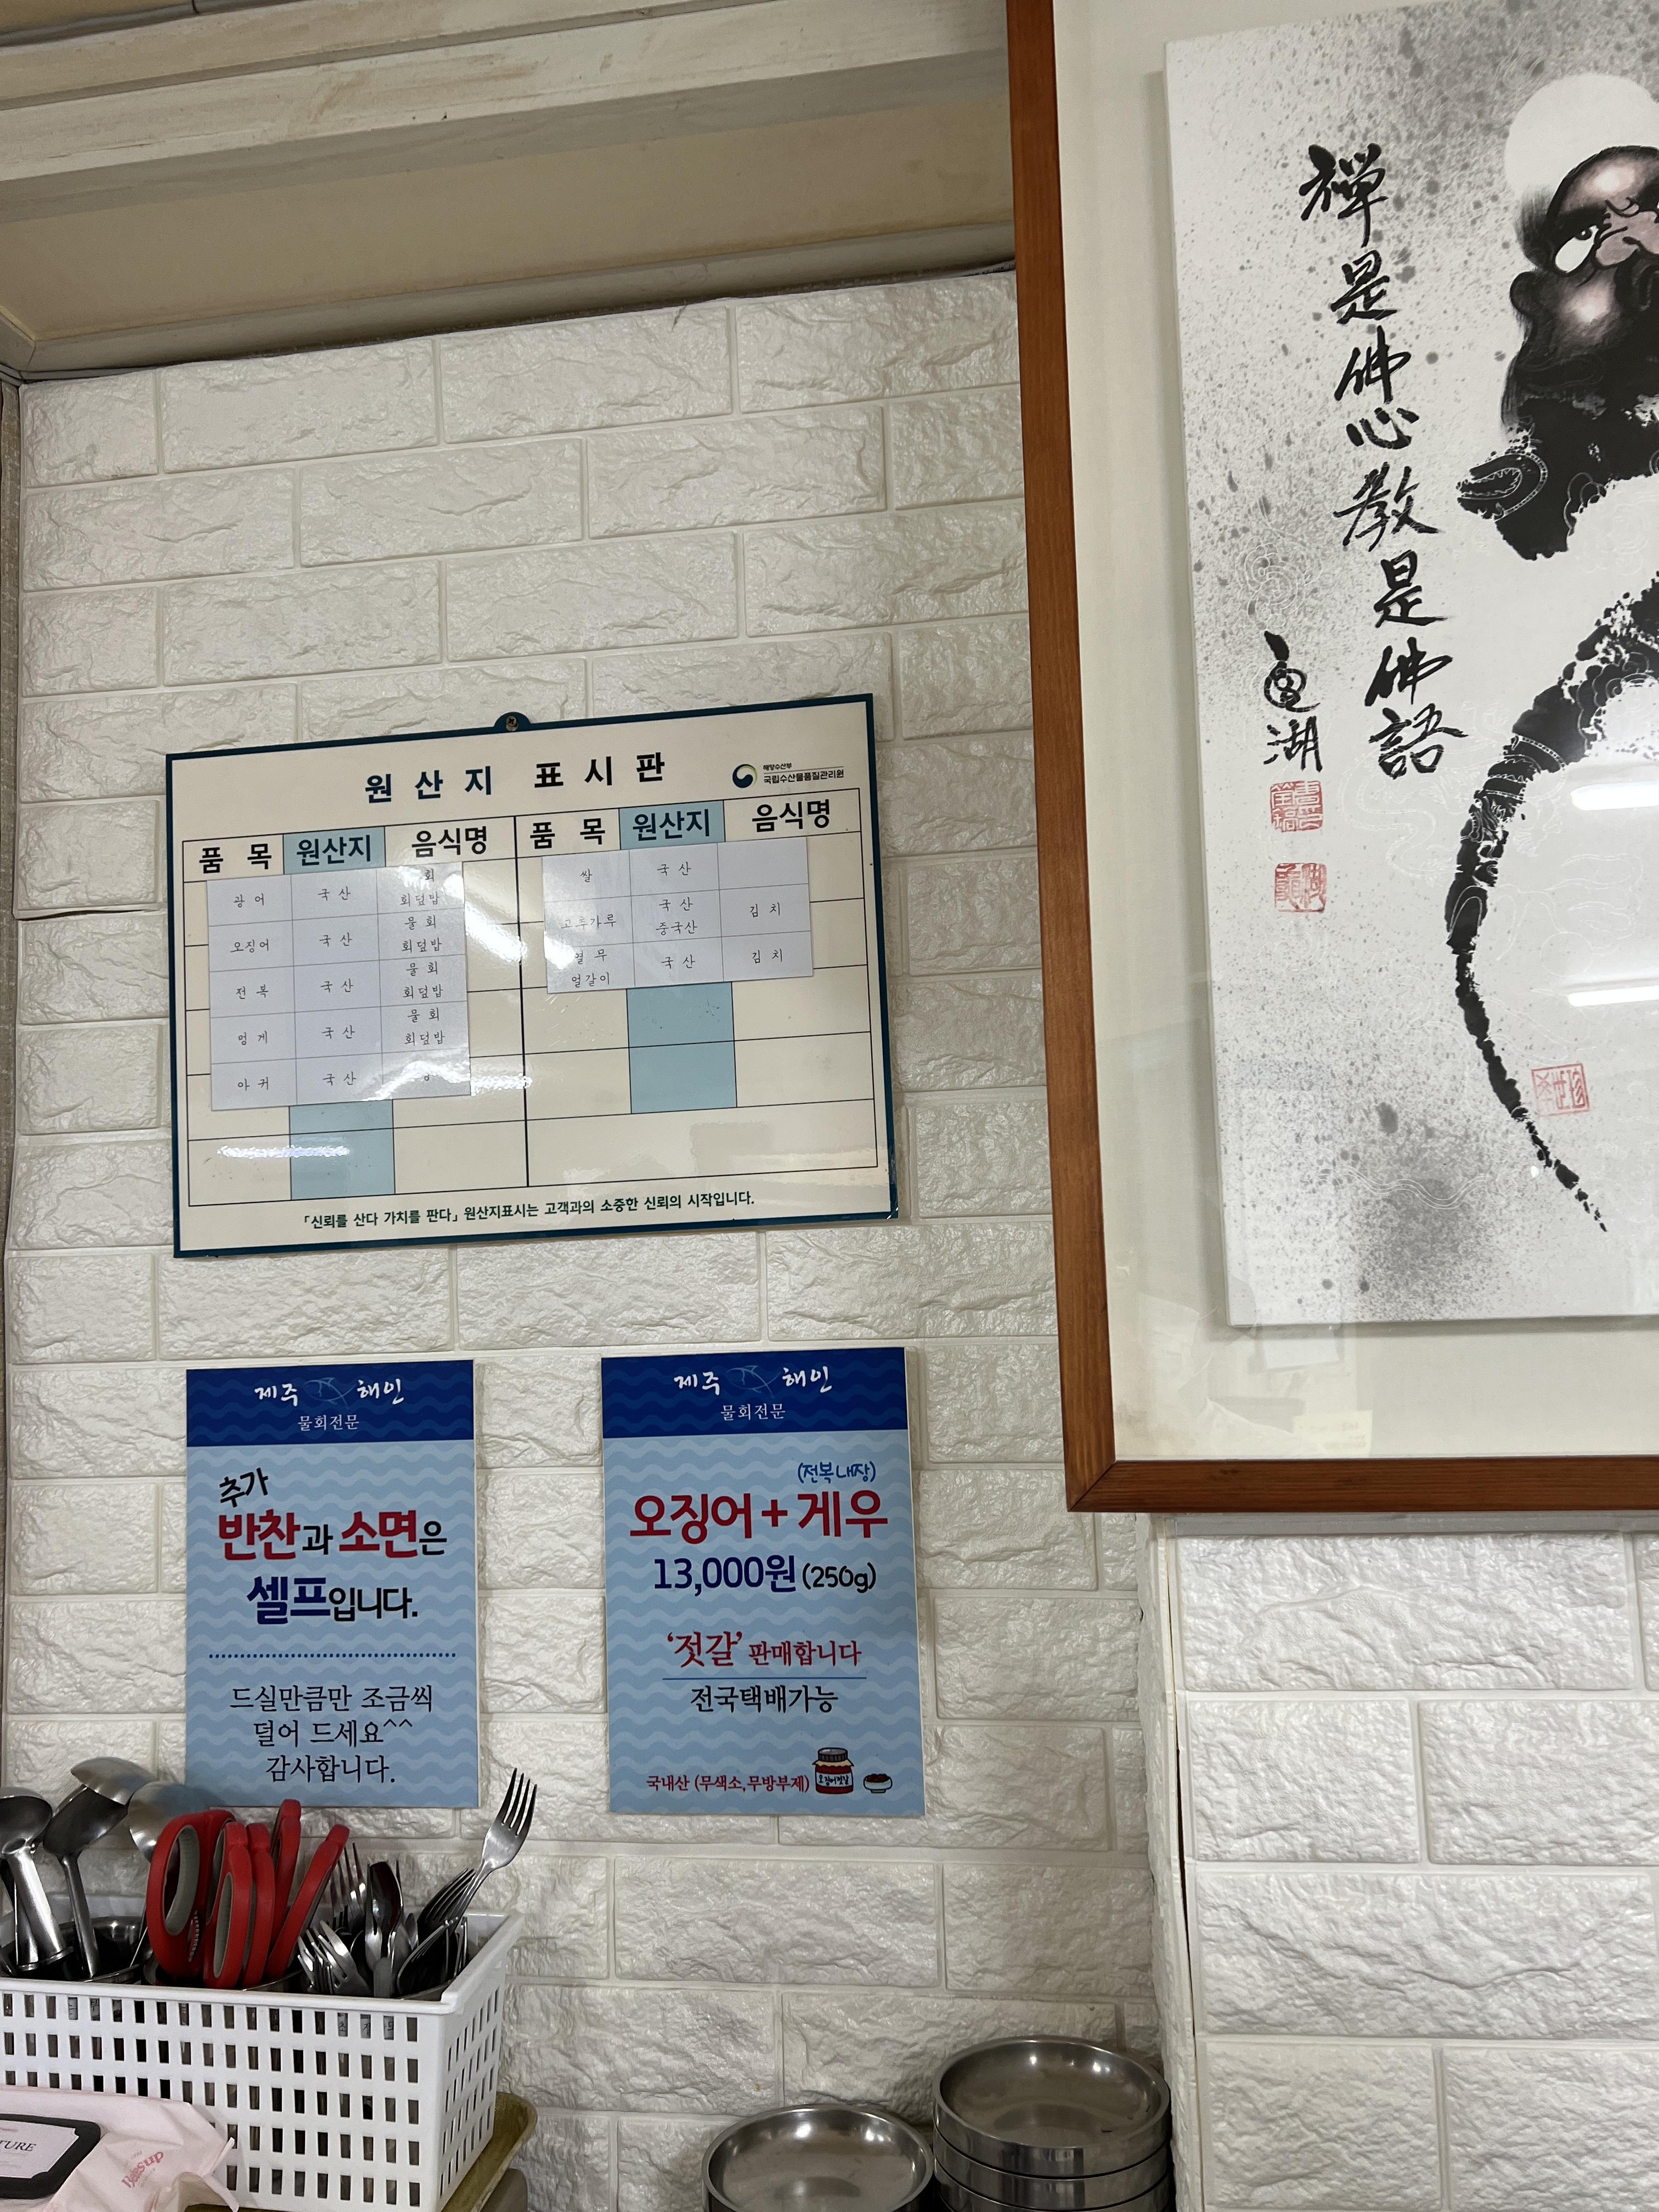 원산지 표시판
해양수산부
국립수산물품질관리원
품 목 원산지 음식명 품 목 원산지 음식명
광어 국산 회 회덮밥
오징어 국산 물회 회덮밥
전복 국산 물회 회덮밥
멍게 국산 물회 회덮밥
아귀 국산
쌀 국산
고추가루 국산 중국산 김치
열무 얼갈이 국산 김치
「신뢰를 산다 가치를 판다」 원산지표시는 고객과의 소중한 신뢰의 시작입니다.
제주 해인
물회전문
추가
반찬과 소면은
셀프입니다.
드실만큼만 조금씩
덜어 드세요^^
감사합니다.
제주 해인
물회전문
(전복내장)
오징어+게우
13,000원(250g)
'젓갈' 판매합니다
전국택배가능
국내산 (무색소,무방부제)
오징어젓갈
禪是佛心敎是佛語
湖
TURE